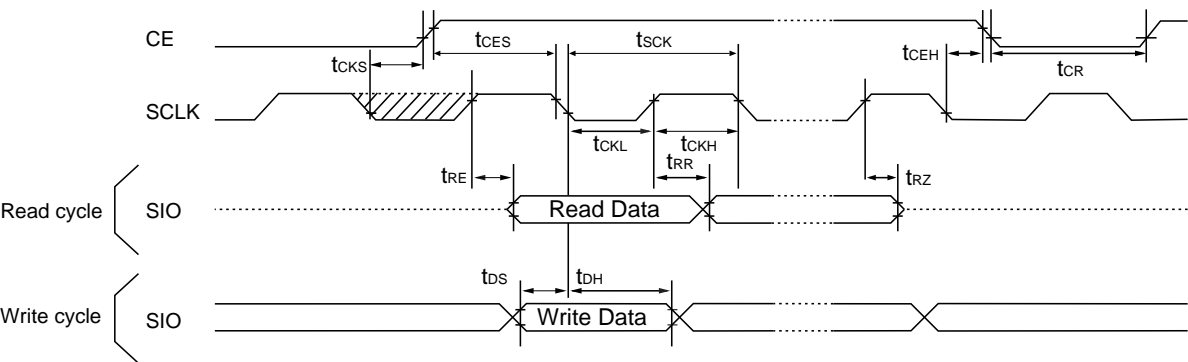 CE
tCES
tSCK
tCKS
tCEH
tCR
SCLK
tCKL
tCKH
tRE
tRR
tRZ
Read cycle
SIO
Read Data
tDS
tDH
Write cycle
SIO
Write Data